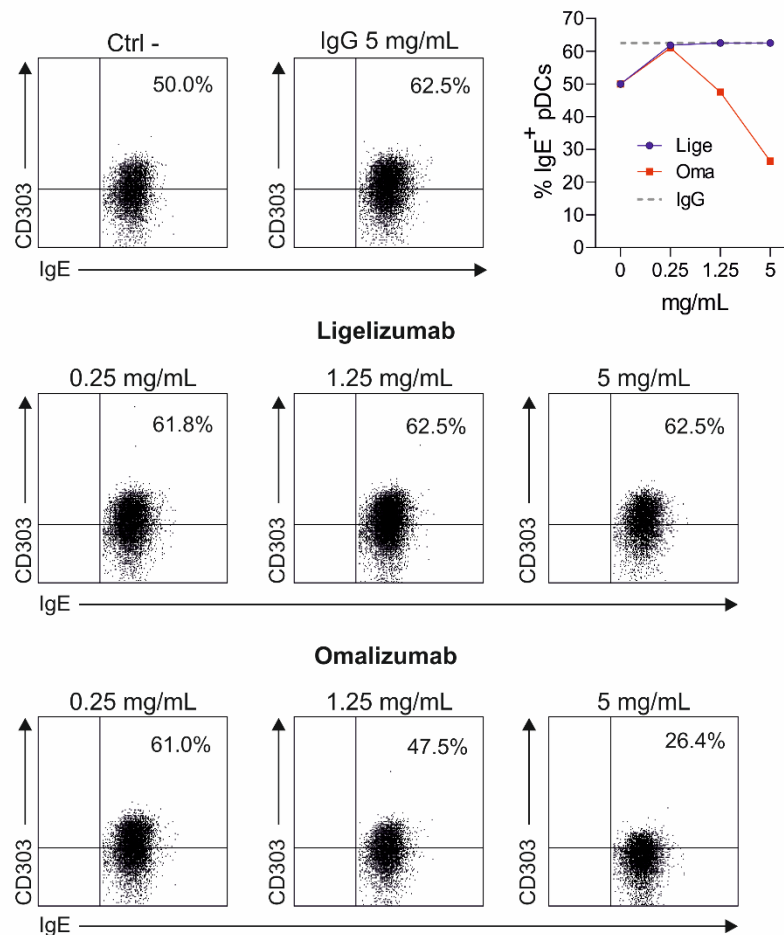 Ctrl -
50.0%
CD303
IgG 5 mg/mL
62.5%
CD303
IgE
% IgE+ pDCs
70
60
50
40
30
20
10
0
Lige
Oma
IgG
0 0.25 1.25 5
mg/mL
Ligelizumab
0.25 mg/mL
61.8%
CD303
1.25 mg/mL
62.5%
CD303
5 mg/mL
62.5%
CD303
IgE
Omalizumab
0.25 mg/mL
61.0%
CD303
1.25 mg/mL
47.5%
CD303
5 mg/mL
26.4%
CD303
IgE